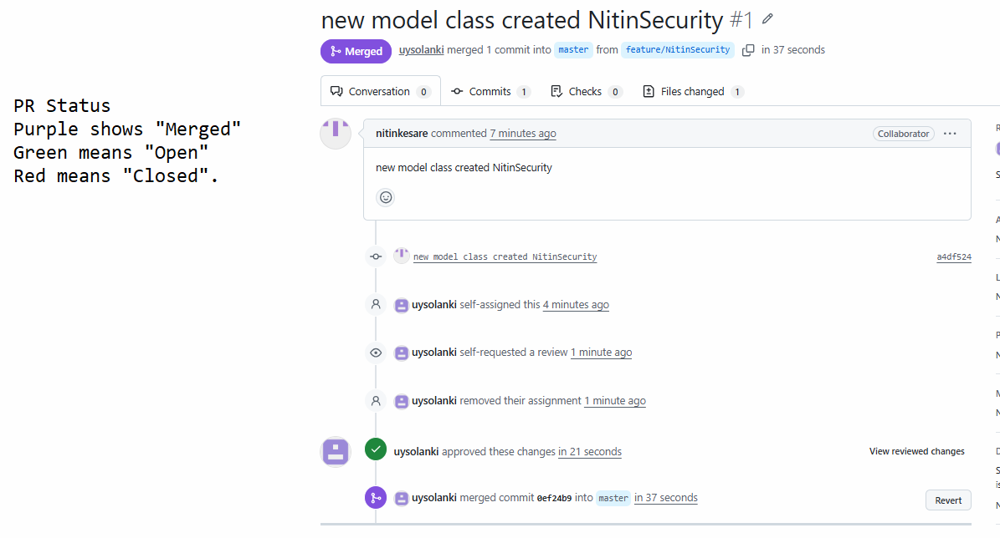 new model class created NitinSecurity #1
Merged uysolanki merged 1 commit into master from feature/NitinSecurity in 37 seconds
Conversation 0 Commits 1 Checks 0 Files changed 1
PR Status
Purple shows "Merged"
Green means "Open"
Red means "Closed".
nitinkesare commented 7 minutes ago Collaborator ...
new model class created NitinSecurity
new model class created NitinSecurity a4df524
uysolanki self-assigned this 4 minutes ago
uysolanki self-requested a review 1 minute ago
uysolanki removed their assignment 1 minute ago
uysolanki approved these changes in 21 seconds View reviewed changes
uysolanki merged commit 0ef24b9 into master in 37 seconds
Revert